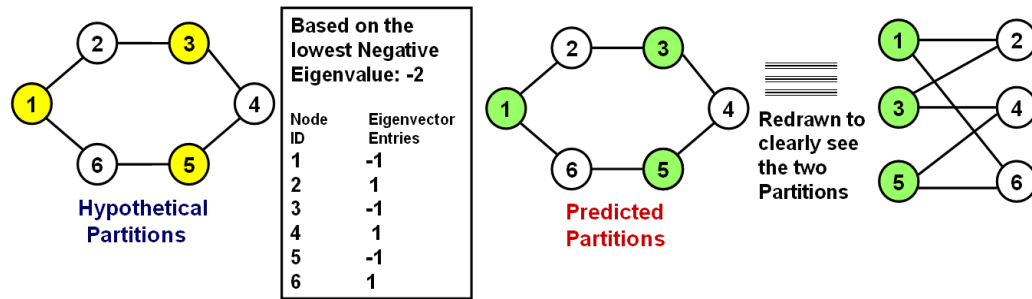 2
3
1
4
6
5
Hypothetical
Partitions
Based on the
lowest Negative
Eigenvalue: -2
Node Eigenvector
ID Entries
1 -1
2 1
3 -1
4 1
5 -1
6 1
2
3
1
4
6
5
Predicted
Partitions
Redrawn to
clearly see
the two
Partitions
1 2
3 4
5 6